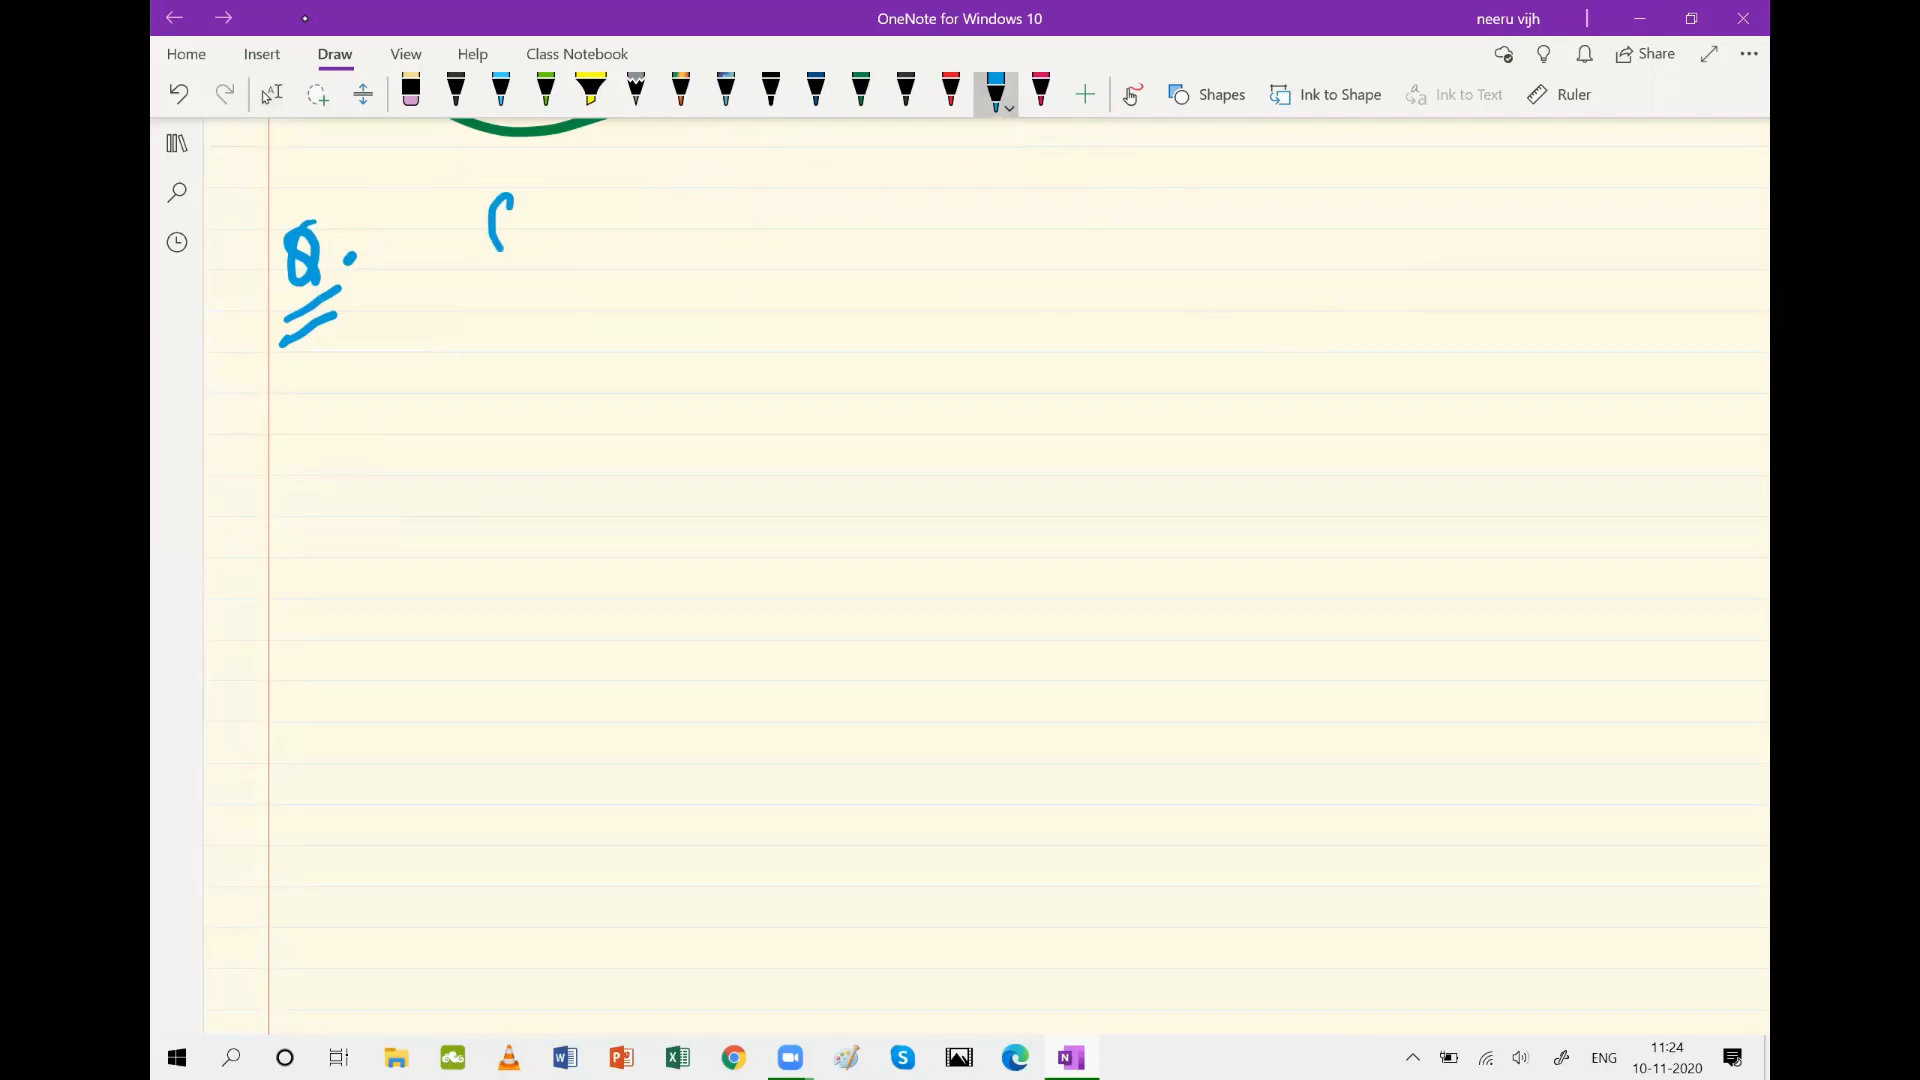 OneNote for Windows 10
neeru vijh
Home Insert Draw View Help Class Notebook
Share
Shapes
Ink to Shape
Ink to Text
Ruler
Q.
ENG
11:24
10-11-2020